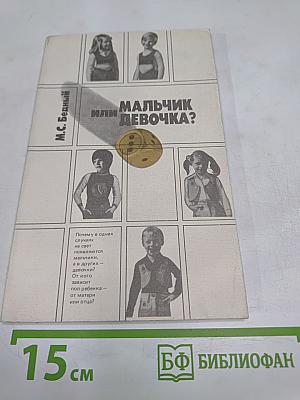 М.С. Бедный
МАЛЬЧИК
ИЛИ ДЕВОЧКА?
Почему в одних
случаях
на свет
появляются
мальчики,
а в других —
девочки?
От кого
зависит
пол ребенка —
от матери
или отца?
15 см
БФ БИБЛИОФАН